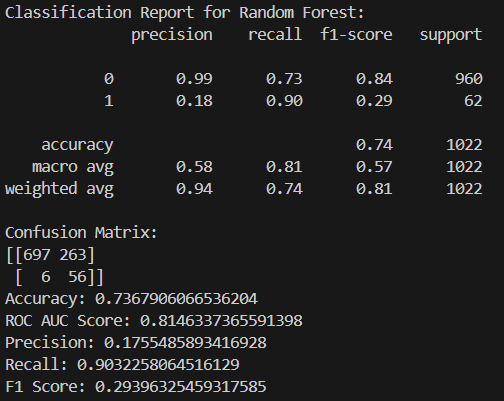 Classification Report for Random Forest:
              precision    recall  f1-score   support

           0       0.99      0.73      0.84       960
           1       0.18      0.90      0.29        62

    accuracy                           0.74      1022
   macro avg       0.58      0.81      0.57      1022
weighted avg       0.94      0.74      0.81      1022

Confusion Matrix:
[[697 263]
 [  6  56]]
Accuracy: 0.7367906066536204
ROC AUC Score: 0.8146337365591398
Precision: 0.1755485893416928
Recall: 0.9032258064516129
F1 Score: 0.29396325459317585